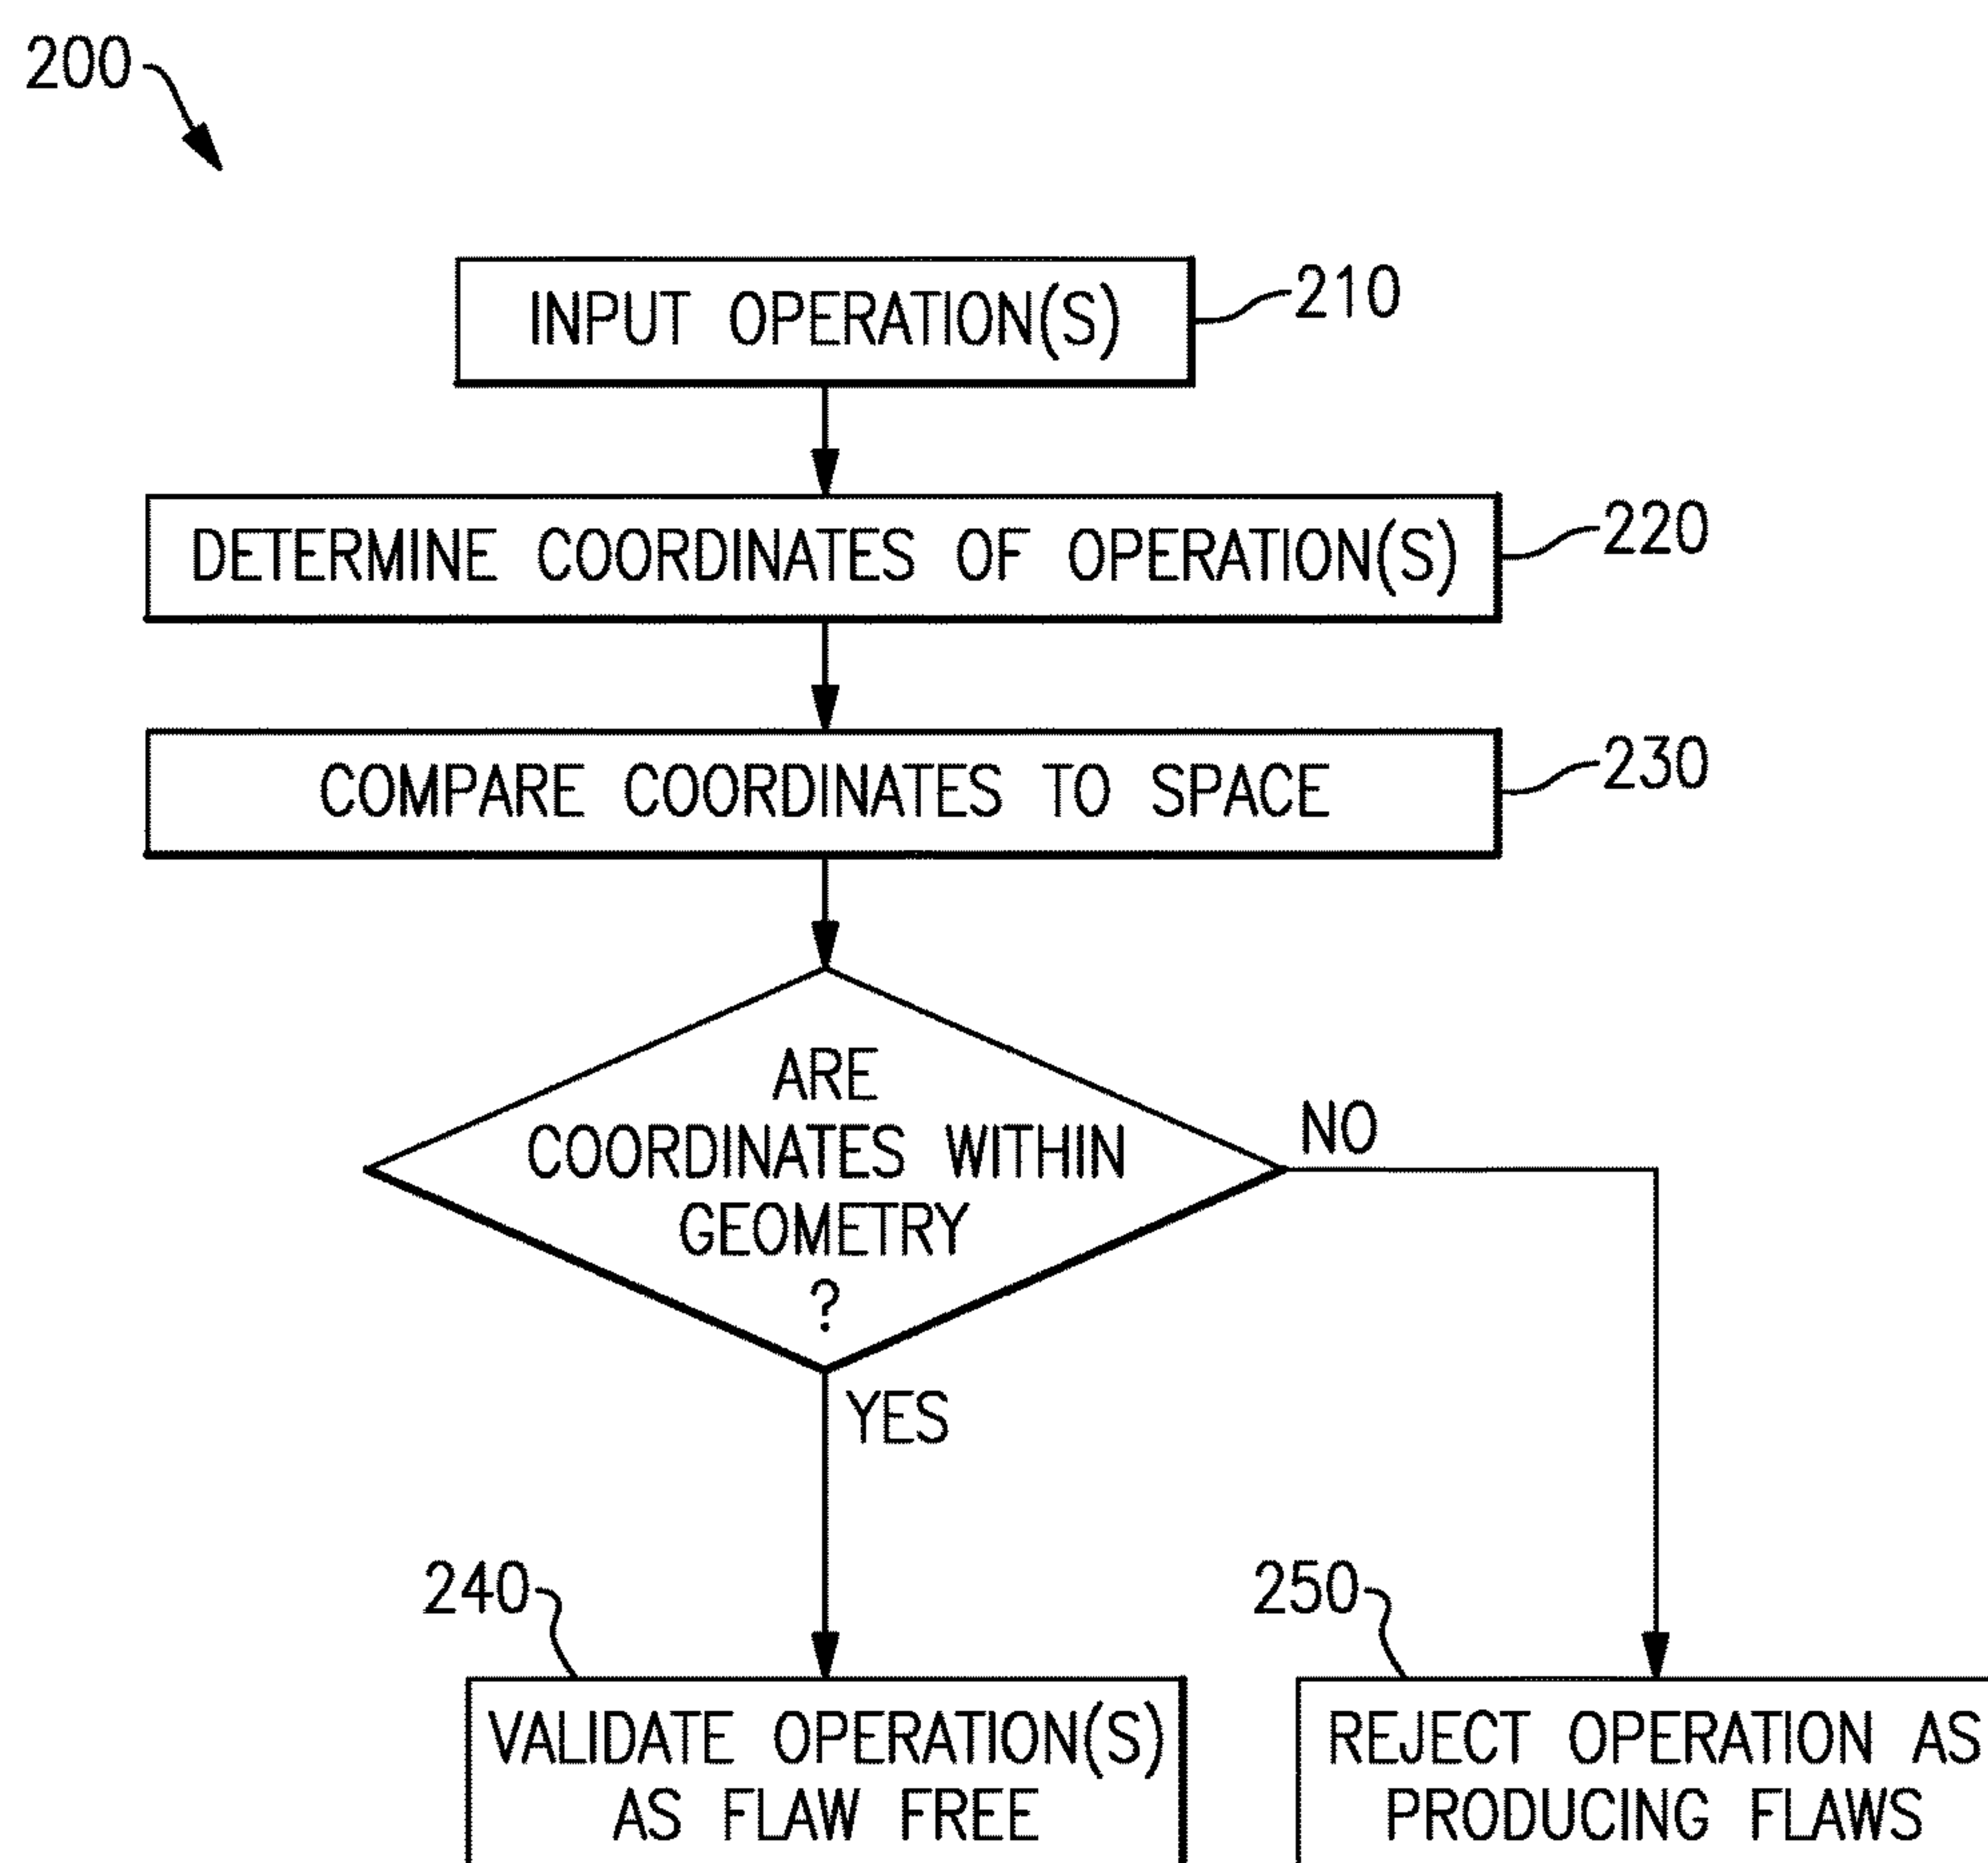 200
INPUT OPERATION(S)
210
DETERMINE COORDINATES OF OPERATION(S)
220
COMPARE COORDINATES TO SPACE
230
ARE
COORDINATES WITHIN
GEOMETRY
?
NO
YES
240
VALIDATE OPERATION(S)
AS FLAW FREE
250
REJECT OPERATION AS
PRODUCING FLAWS